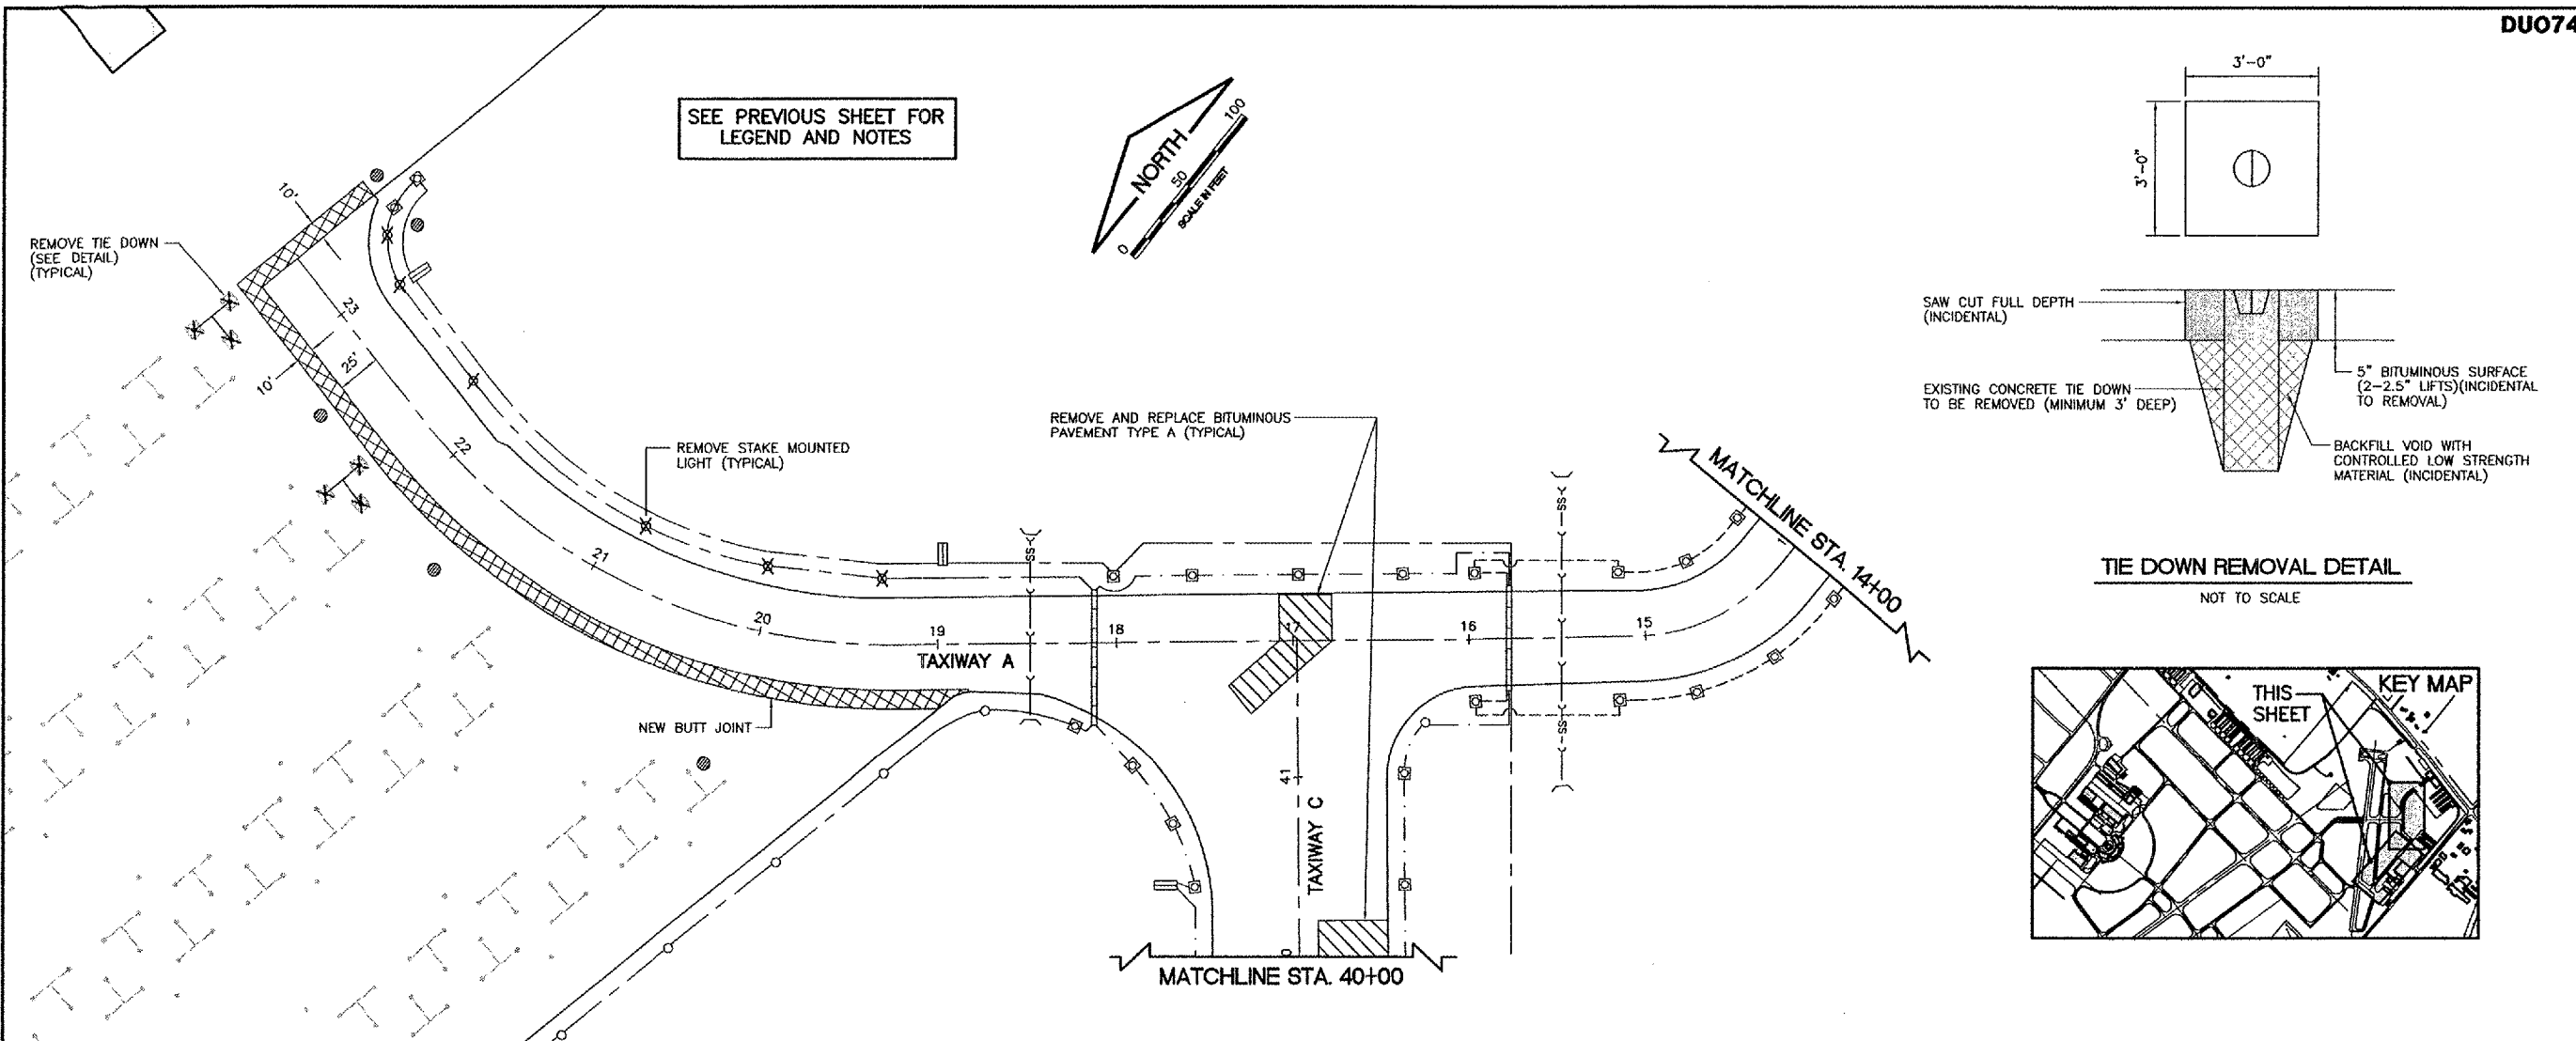 DUO74
SEE PREVIOUS SHEET FOR
LEGEND AND NOTES
NORTH
0
50
100
SCALE IN FEET
3'-0"
3'-0"
REMOVE TIE DOWN
(SEE DETAIL)
(TYPICAL)
10'
23
25'
10'
22
REMOVE STAKE MOUNTED
LIGHT (TYPICAL)
21
20
19
TAXIWAY A
18
17
16
15
SS
SS
SS
SS
NEW BUTT JOINT
REMOVE AND REPLACE BITUMINOUS
PAVEMENT TYPE A (TYPICAL)
MATCHLINE STA. 14+00
41
TAXIWAY C
0
MATCHLINE STA. 40+00
SAW CUT FULL DEPTH
(INCIDENTAL)
EXISTING CONCRETE TIE DOWN
TO BE REMOVED (MINIMUM 3' DEEP)
5" BITUMINOUS SURFACE
(2-2.5" LIFTS)(INCIDENTAL
TO REMOVAL)
BACKFILL VOID WITH
CONTROLLED LOW STRENGTH
MATERIAL (INCIDENTAL)
TIE DOWN REMOVAL DETAIL
NOT TO SCALE
THIS
SHEET
KEY MAP